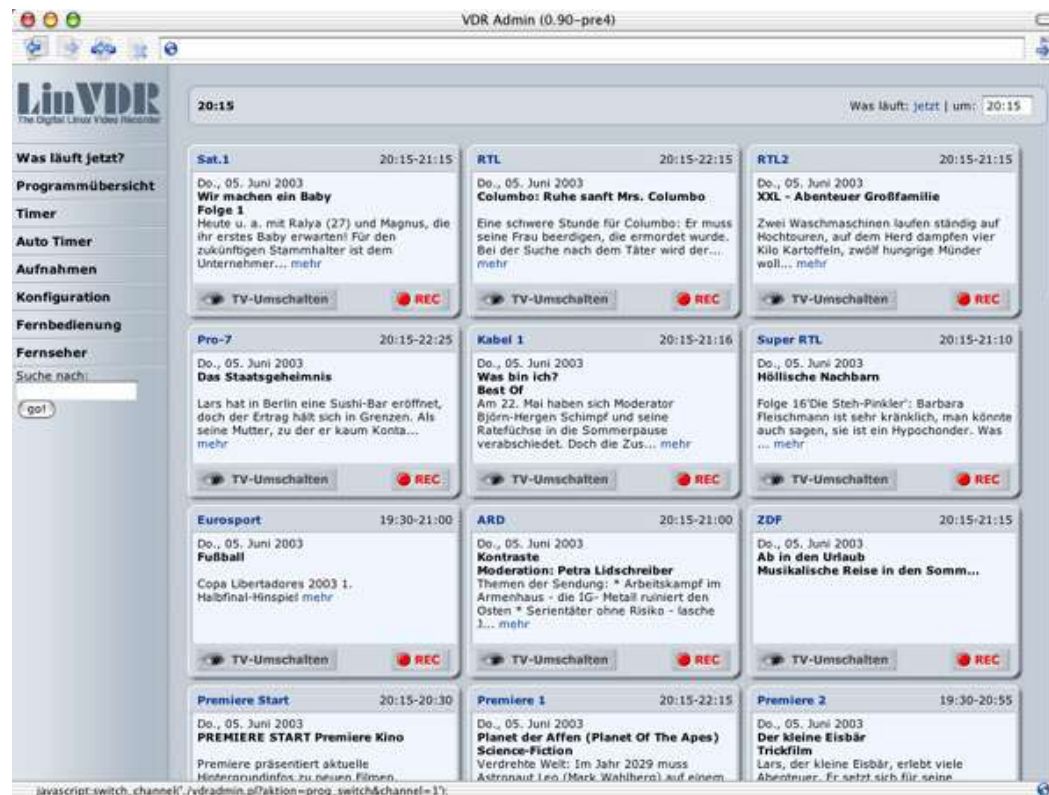 VDR Admin (0.90-pre4)
LinVDR
The Digital Linux Video Recorder
20:15
Was läuft: jetzt | um: 20:15
Was läuft jetzt?
Programmübersicht
Timer
Auto Timer
Aufnahmen
Konfiguration
Fernbedienung
Fernseher
Suche nach:
go!
Sat.1 20:15-21:15
Do., 05. Juni 2003
Wir machen ein Baby
Folge 1
Heute u. a. mit Ralya (27) und Magnus, die
ihr erstes Baby erwarten! Für den
zukünftigen Stammhalter ist dem
Unternehmer... mehr
TV-Umschalten REC
RTL 20:15-22:15
Do., 05. Juni 2003
Columbo: Ruhe sanft Mrs. Columbo
Eine schwere Stunde für Columbo: Er muss
seine Frau beerdigen, die ermordet wurde.
Bei der Suche nach dem Täter wird der...
mehr
TV-Umschalten REC
RTL2 20:15-21:15
Do., 05. Juni 2003
XXL - Abenteuer Großfamilie
Zwei Waschmaschinen laufen ständig auf
Hochtouren, auf dem Herd dampfen vier
Kilo Kartoffeln, zwölf hungrige Münder
woll... mehr
TV-Umschalten REC
Pro-7 20:15-22:25
Do., 05. Juni 2003
Das Staatsgeheimnis
Lars hat in Berlin eine Sushi-Bar eröffnet,
doch der Ertrag hält sich in Grenzen. Als
seine Mutter, zu der er kaum Konta...
mehr
TV-Umschalten REC
Kabel 1 20:15-21:16
Do., 05. Juni 2003
Was bin ich?
Best Of
Am 22. Mai haben sich Moderator
Björn-Hergen Schimpf und seine
Ratefüchse in die Sommerpause
verabschiedet. Doch die Zus... mehr
TV-Umschalten REC
Super RTL 20:15-21:10
Do., 05. Juni 2003
Höllische Nachbarn
Folge 16'Die Steh-Pinkler': Barbara
Fleischmann ist sehr kränklich, man könnte
auch sagen, sie ist ein Hypochonder. Was
... mehr
TV-Umschalten REC
Eurosport 19:30-21:00
Do., 05. Juni 2003
Fußball
Copa Libertadores 2003 1.
Halbfinal-Hinspiel mehr
TV-Umschalten REC
ARD 20:15-21:00
Do., 05. Juni 2003
Kontraste
Moderation: Petra Lidschreiber
Themen der Sendung: * Arbeitskampf im
Armenhaus - die IG- Metall ruiniert den
Osten * Serientäter ohne Risiko - lasche
J... mehr
TV-Umschalten REC
ZDF 20:15-21:15
Do., 05. Juni 2003
Ab in den Urlaub
Musikalische Reise in den Somm...
TV-Umschalten REC
Premiere Start 20:15-20:30
Do., 05. Juni 2003
PREMIERE START Premiere Kino
Premiere präsentiert aktuelle
Hintergrundinfos zu neuen Filmen,
Premiere 1 20:15-22:15
Do., 05. Juni 2003
Planet der Affen (Planet Of The Apes)
Science-Fiction
Verdrehte Welt: Im Jahr 2029 muss
Astronaut Leo (Mark Wahlberg) auf einem
Premiere 2 19:30-20:55
Do., 05. Juni 2003
Der kleine Eisbär
Trickfilm
Lars, der kleine Eisbär, erlebt viele
Abenteuer. Er setzt sich für seine
javascript:switch_channel("./vdradmin.pl?aktion=prog_switch&channel=1");